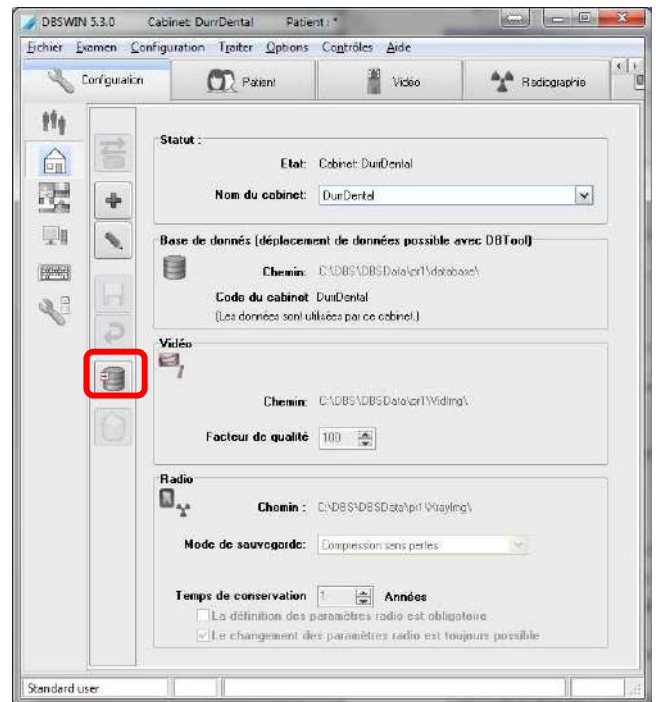 DBSWIN 5.3.0 Cabinet: DurrDental Patient : *
Fichier Examen Configuration Traiter Options Contrôles Aide
Configuration Patient Vidéo Radiographie
Statut :
Etat: Cabinet: DurrDental
Nom du cabinet: DurrDental
Base de donnés (déplacement de données possible avec DBTool)
Chemin: C:\DBS\DBSData\pr1\database\
Code du cabinet DurrDental
(Les données sont utilisées par ce cabinet.)
Vidéo
Chemin: C:\DBS\DBSData\pr1\VidImg\
Facteur de qualité 100
Radio
Chemin : C:\DBS\DBSData\pr1\XrayImg\
Mode de sauvegarde: Compression sans pertes
Temps de conservation 1 Années
La définition des paramètres radio est obligatoire
Le changement des paramètres radio est toujours possible
Standard user